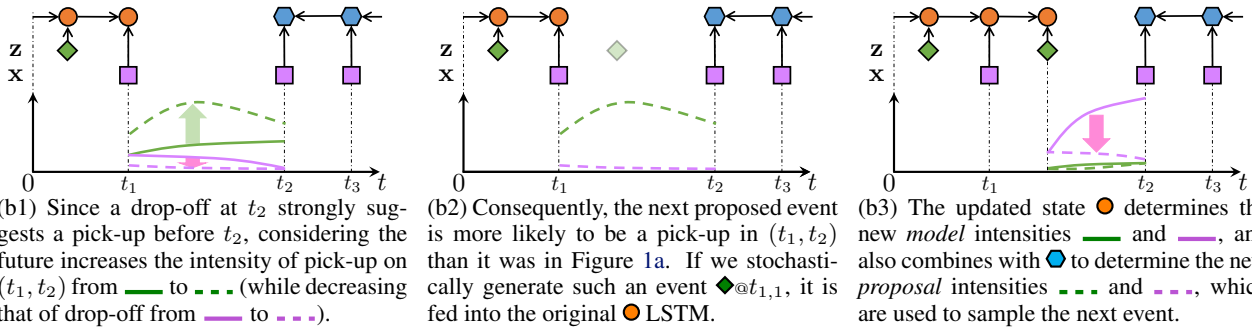 z
x
0
t₁
t₂
t₃
t
(b1) Since a drop-off at t₂ strongly sug-
gests a pick-up before t₂, considering the
future increases the intensity of pick-up on
(t₁, t₂) from to (while decreasing
that of drop-off from to ).
z
x
0
t₁
t₂
t₃
t
(b2) Consequently, the next proposed event
is more likely to be a pick-up in (t₁, t₂)
than it was in Figure 1a. If we stochasti-
cally generate such an event @t₁,₁, it is
fed into the original LSTM.
z
x
0
t₁
t₂
t₃
t
(b3) The updated state determines
new model intensities and ,
also combines with to determine the
proposal intensities and ,
are used to sample the next event.